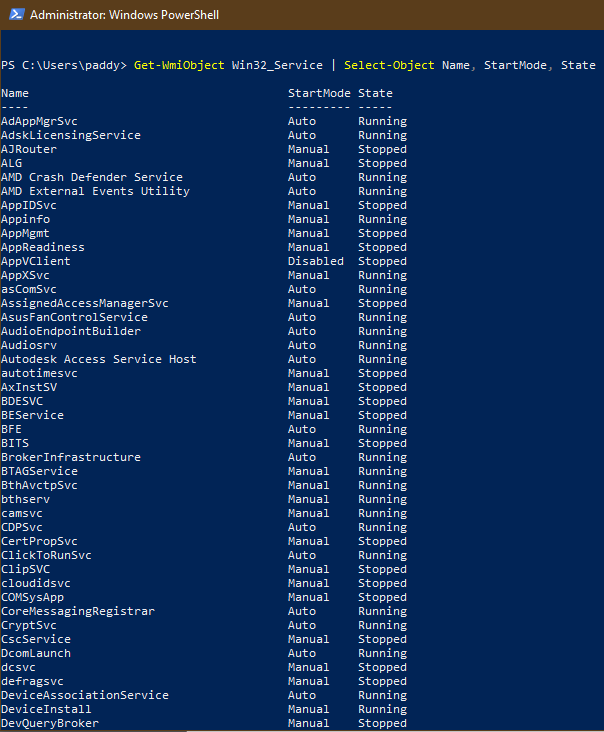 Administrator: Windows PowerShell
PS C:\Users\paddy> Get-WmiObject Win32_Service | Select-Object Name, StartMode, State
Name StartMode State
---- --------- -----
AdAppMgrSvc Auto Running
AdskLicensingService Auto Running
AJRouter Manual Stopped
ALG Manual Stopped
AMD Crash Defender Service Auto Running
AMD External Events Utility Auto Running
AppIDSvc Manual Stopped
Appinfo Manual Running
AppMgmt Manual Stopped
AppReadiness Manual Stopped
AppVClient Disabled Stopped
AppXSvc Manual Running
asComSvc Auto Running
AssignedAccessManagerSvc Manual Stopped
AsusFanControlService Auto Running
AudioEndpointBuilder Auto Running
Audiosrv Auto Running
Autodesk Access Service Host Auto Running
autotimesvc Manual Stopped
AxInstSV Manual Stopped
BDESVC Manual Stopped
BEService Manual Stopped
BFE Auto Running
BITS Manual Stopped
BrokerInfrastructure Auto Running
BTAGService Manual Running
BthAvctpSvc Manual Running
bthserv Manual Running
camsvc Manual Running
CDPSvc Auto Running
CertPropSvc Manual Stopped
ClickToRunSvc Auto Running
ClipSVC Manual Stopped
cloudidsvc Manual Stopped
COMSysApp Manual Stopped
CoreMessagingRegistrar Auto Running
CryptSvc Auto Running
CscService Manual Stopped
DcomLaunch Auto Running
dcsvc Manual Stopped
defragsvc Manual Stopped
DeviceAssociationService Auto Running
DeviceInstall Manual Running
DevQueryBroker Manual Stopped